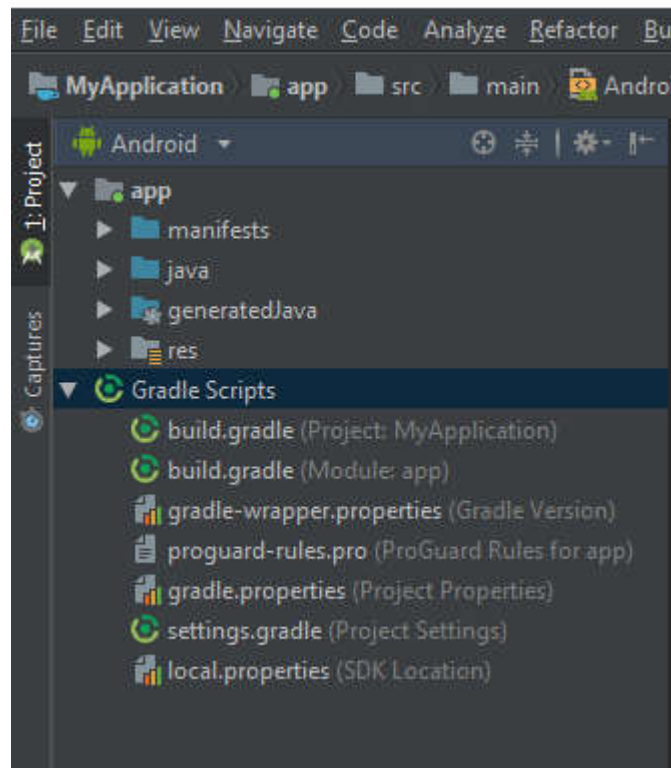 File Edit View Navigate Code Analyze Refactor Bu
MyApplication app src main Andro
1: Project
Captures
Android
app
manifests
java
generatedJava
res
Gradle Scripts
build.gradle (Project: MyApplication)
build.gradle (Module: app)
gradle-wrapper.properties (Gradle Version)
proguard-rules.pro (ProGuard Rules for app)
gradle.properties (Project Properties)
settings.gradle (Project Settings)
local.properties (SDK Location)